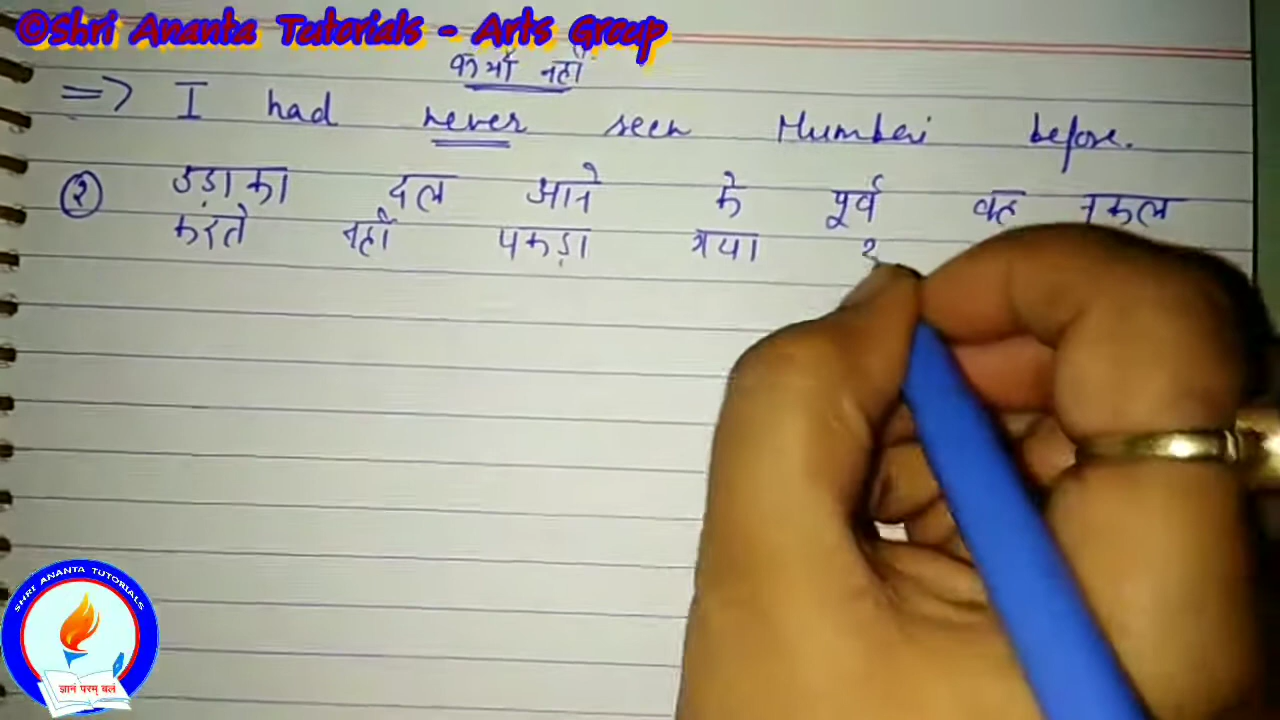 ©Shri Ananta Tutorials - Arts Group
कभी नहीं
=> I had never seen Mumbai before.
२ उड़ाका दल आने के पूर्व वह नकल
करते नहीं पकड़ा गया
SHRI ANANTA TUTORIALS
ज्ञानं परमं बलं